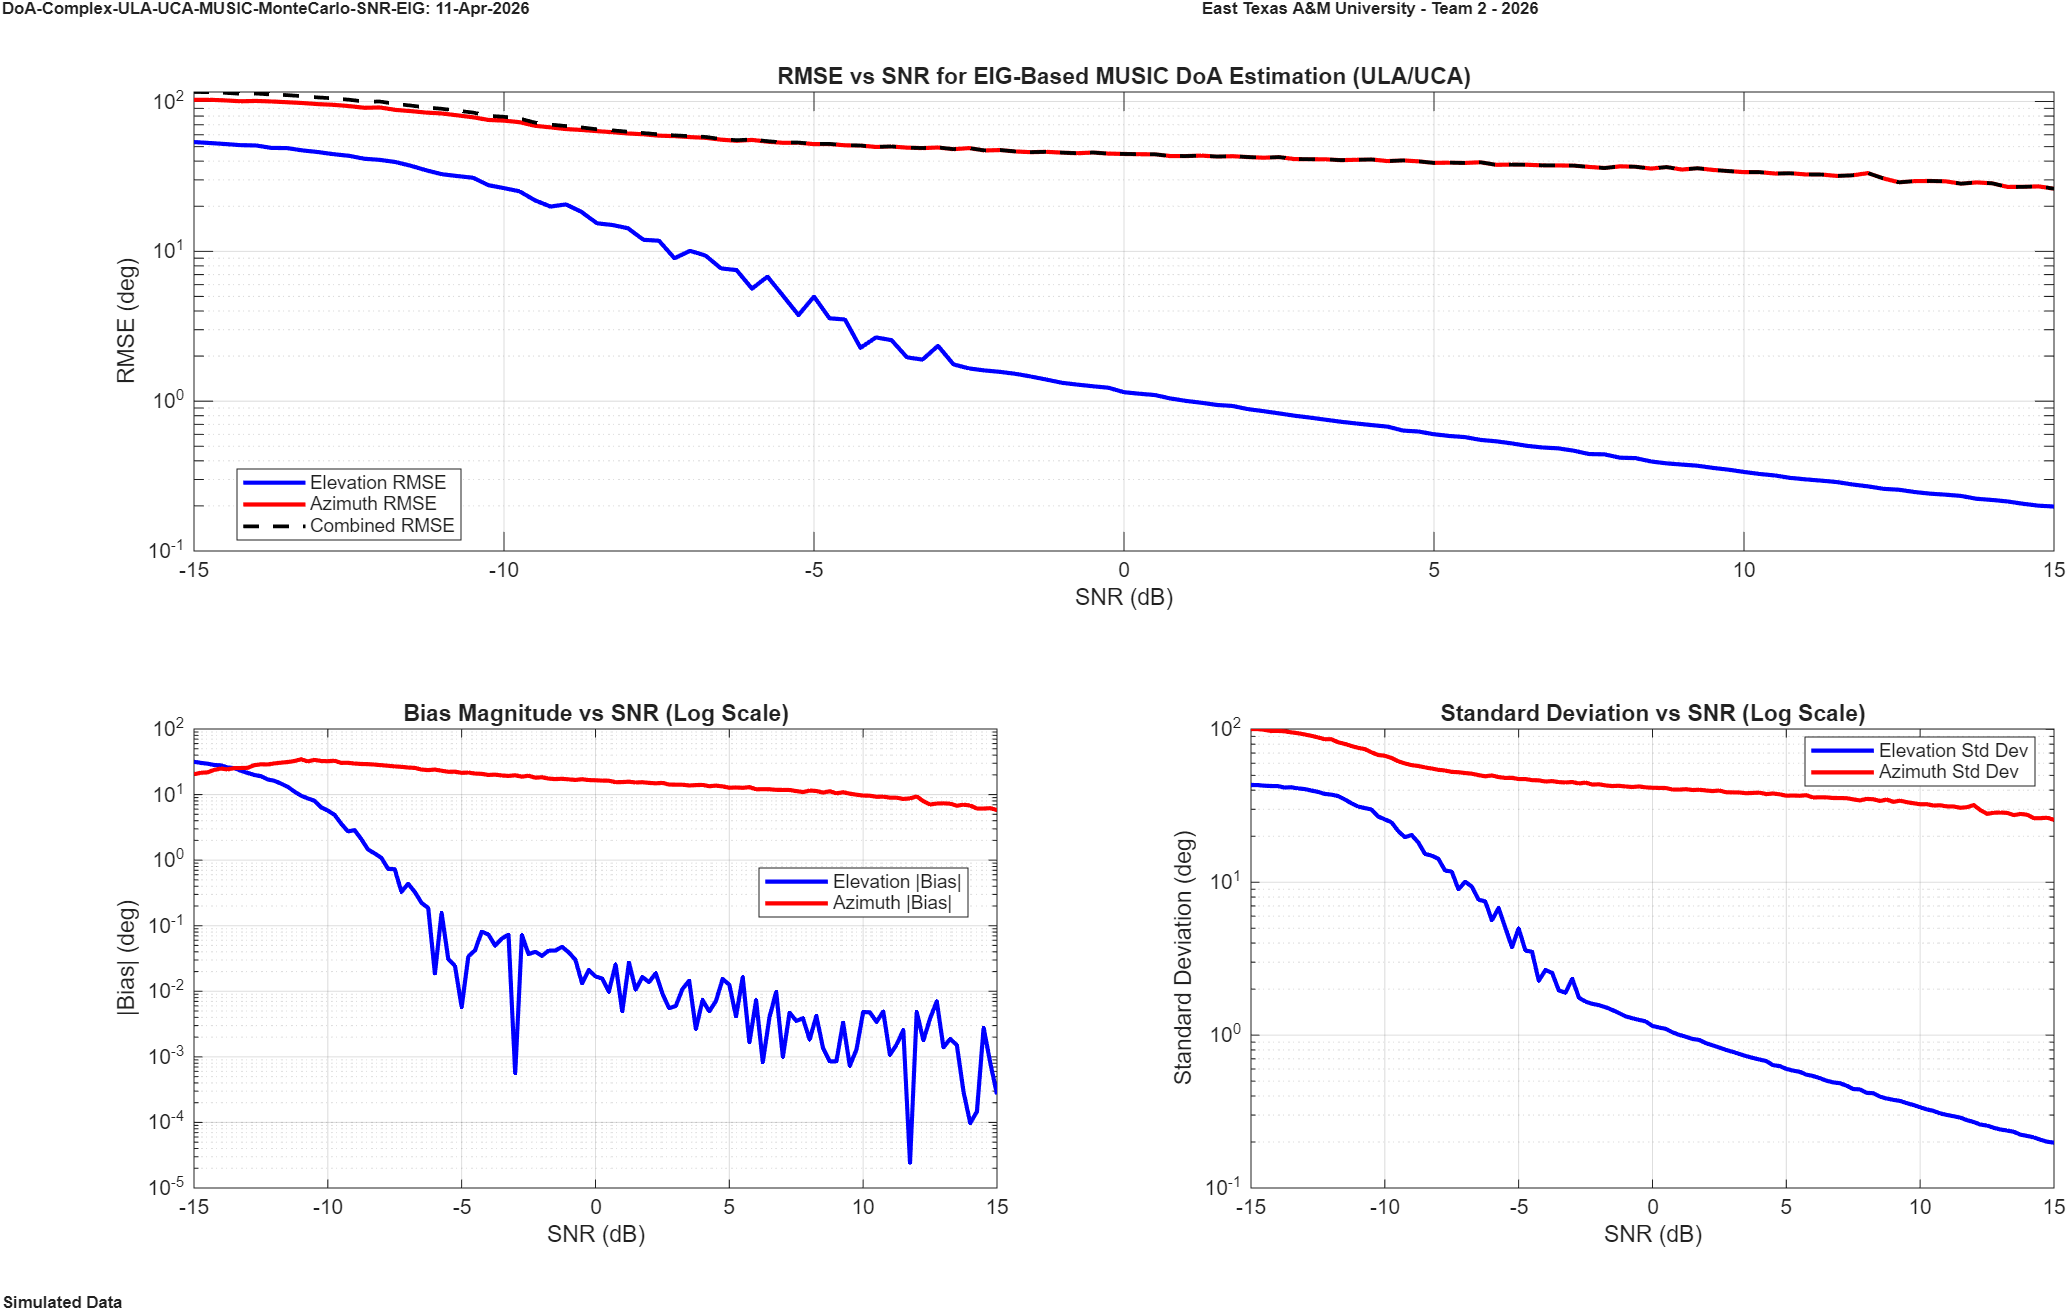 DoA-Complex-ULA-UCA-MUSIC-MonteCarlo-SNR-EIG: 11-Apr-2026
East Texas A&M University - Team 2 - 2026
RMSE vs SNR for EIG-Based MUSIC DoA Estimation (ULA/UCA)
RMSE (deg)
10^2
10^1
10^0
10^-1
Elevation RMSE
Azimuth RMSE
Combined RMSE
-15 -10 -5 0 5 10 15
SNR (dB)
Bias Magnitude vs SNR (Log Scale)
|Bias| (deg)
10^2
10^1
10^0
10^-1
10^-2
10^-3
10^-4
10^-5
Elevation |Bias|
Azimuth |Bias|
-15 -10 -5 0 5 10 15
SNR (dB)
Standard Deviation vs SNR (Log Scale)
Standard Deviation (deg)
10^2
10^1
10^0
10^-1
Elevation Std Dev
Azimuth Std Dev
-15 -10 -5 0 5 10 15
SNR (dB)
Simulated Data